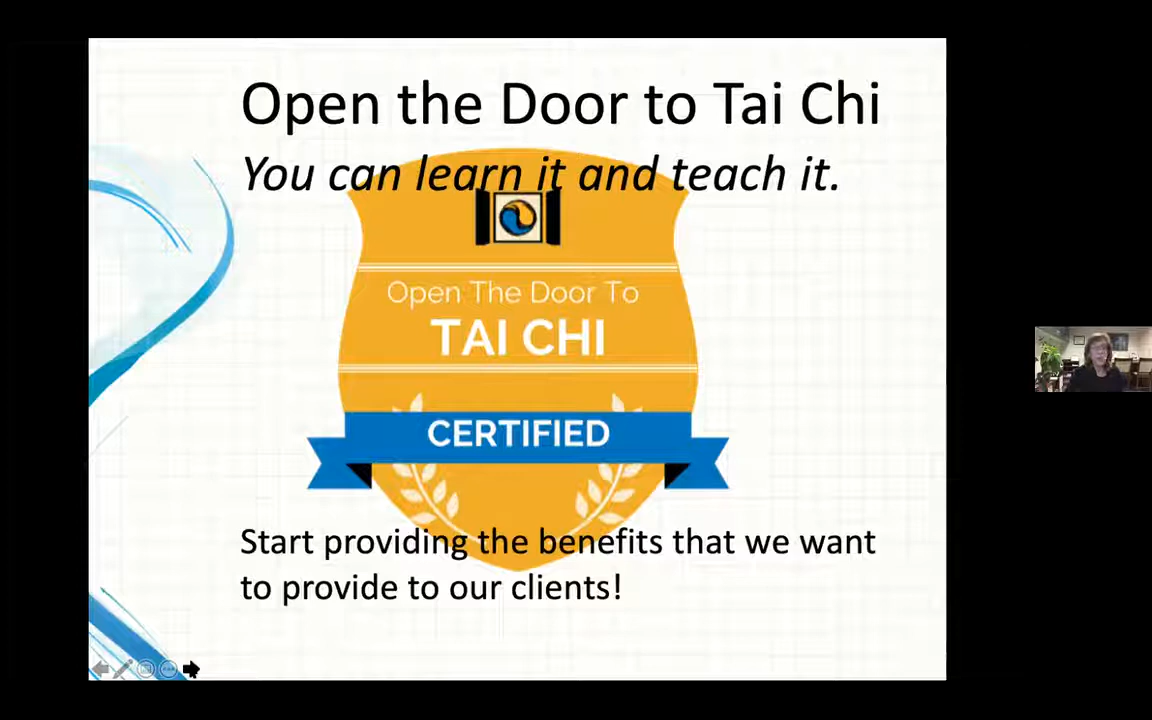 Open the Door to Tai Chi
You can learn it and teach it.
Open The Door To
TAI CHI
CERTIFIED
Start providing the benefits that we want
to provide to our clients!